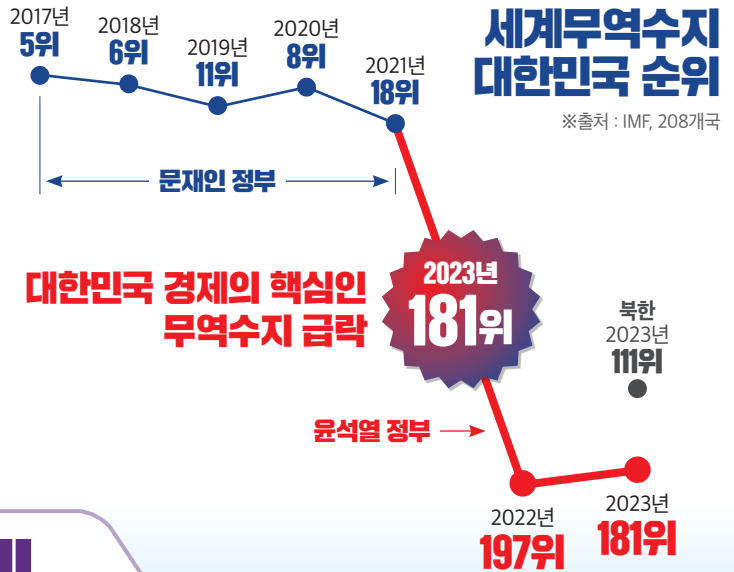 세계무역수지
대한민국 순위
※출처 : IMF, 208개국
2017년
5위
2018년
6위
2019년
11위
2020년
8위
2021년
18위
문재인 정부
대한민국 경제의 핵심인
무역수지 급락
2023년
181위
북한
2023년
111위
윤석열 정부
2022년
197위
2023년
181위